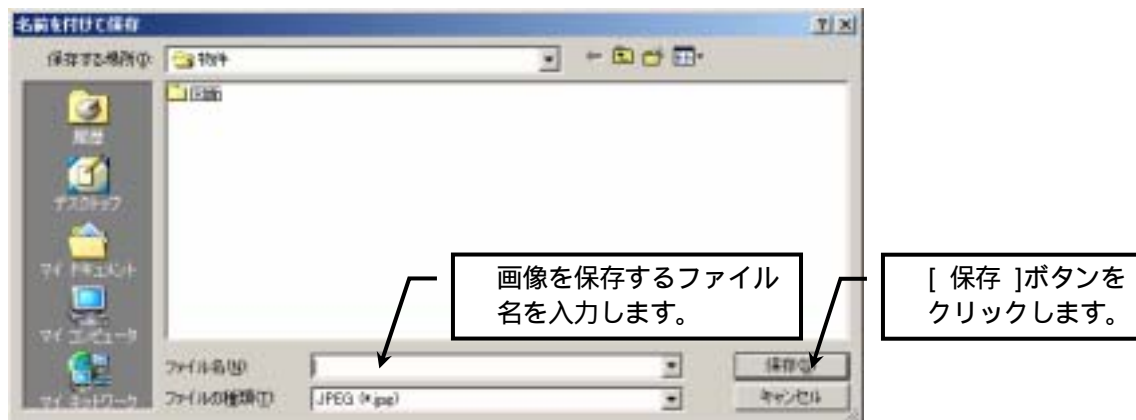 名前を付けて保存
保存する場所(I):
物件
図面
履歴
デスクトップ
マイ ドキュメント
マイ コンピュータ
マイ ネットワーク
画像を保存するファイル
名を入力します。
[ 保存 ]ボタンを
クリックします。
ファイル名(N):
保存(S)
ファイルの種類(T):
JPEG (*.jpg)
キャンセル